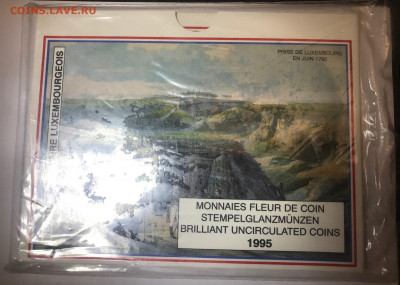 COINS.LAVE.RU
PRISE DE LUXEMBOURG
EN JUIN 1795
RE LUXEMBOURGEOIS
MONNAIES FLEUR DE COIN
STEMPELGLANZMÜNZEN
BRILLIANT UNCIRCULATED COINS
1995